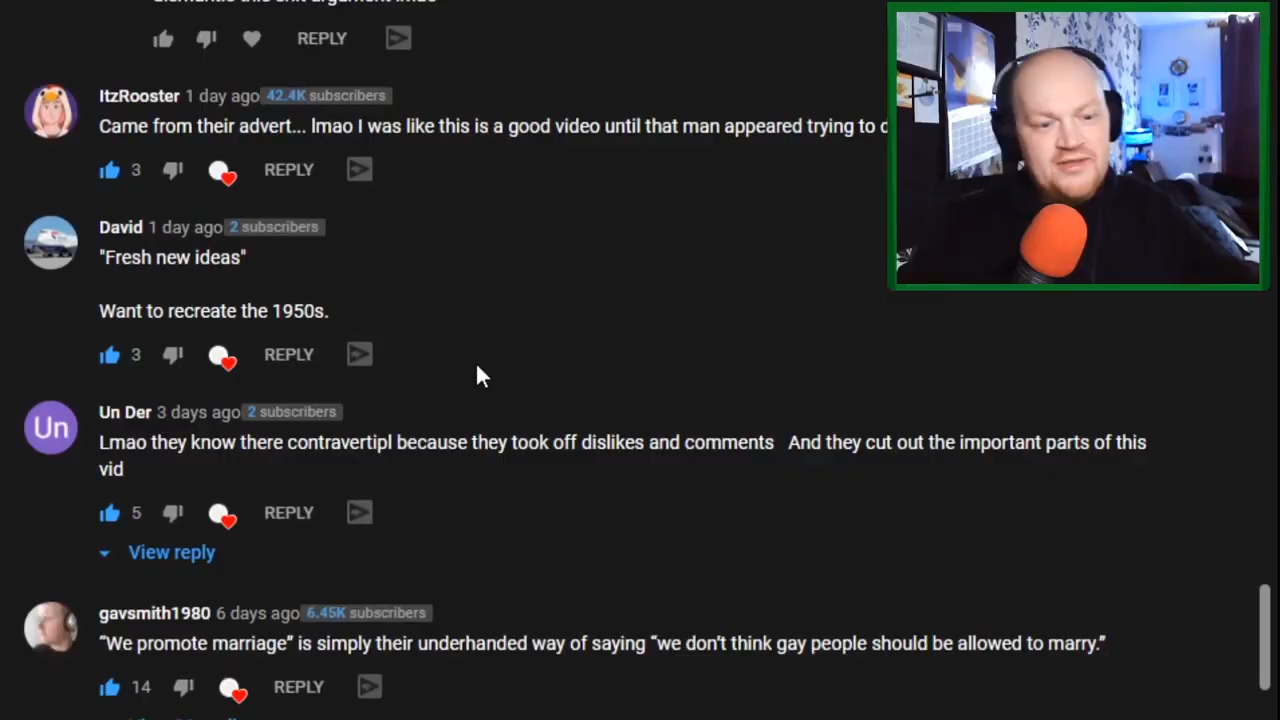 REPLY
ItzRooster 1 day ago 42.4K subscribers
Came from their advert... lmao I was like this is a good video until that man appeared trying to
3 REPLY
David 1 day ago 2 subscribers
"Fresh new ideas"
Want to recreate the 1950s.
3 REPLY
Un Der 3 days ago 2 subscribers
Un
Lmao they know there contravertipl because they took off dislikes and comments And they cut out the important parts of this
vid
5 REPLY
View reply
gavsmith1980 6 days ago 6.45K subscribers
“We promote marriage” is simply their underhanded way of saying “we don't think gay people should be allowed to marry.”
14 REPLY